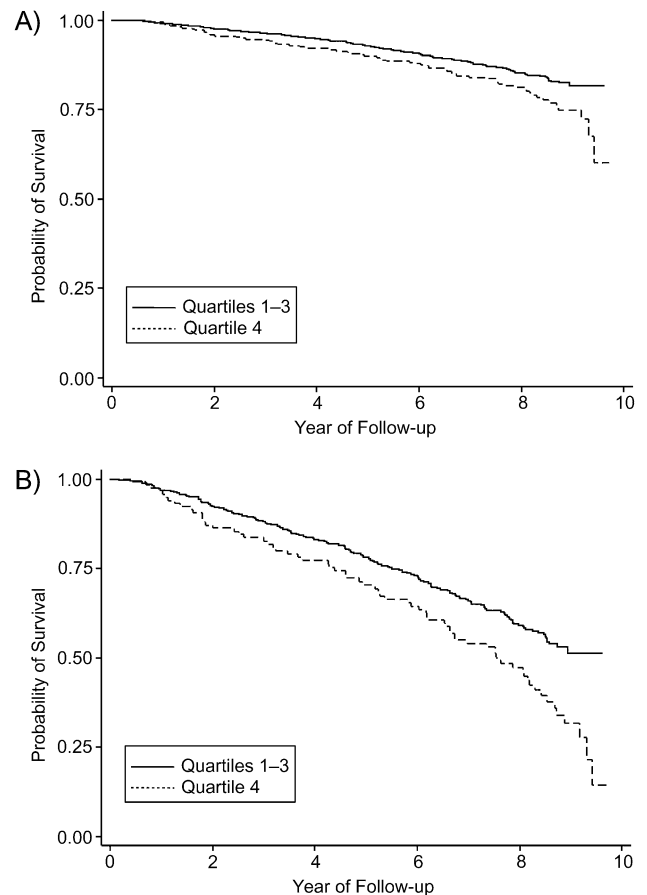 A)
1.00
0.75
0.50
0.25
0.00
Probability of Survival
Quartiles 1–3
Quartile 4
0 2 4 6 8 10
Year of Follow-up
B)
1.00
0.75
0.50
0.25
0.00
Probability of Survival
Quartiles 1–3
Quartile 4
0 2 4 6 8 10
Year of Follow-up